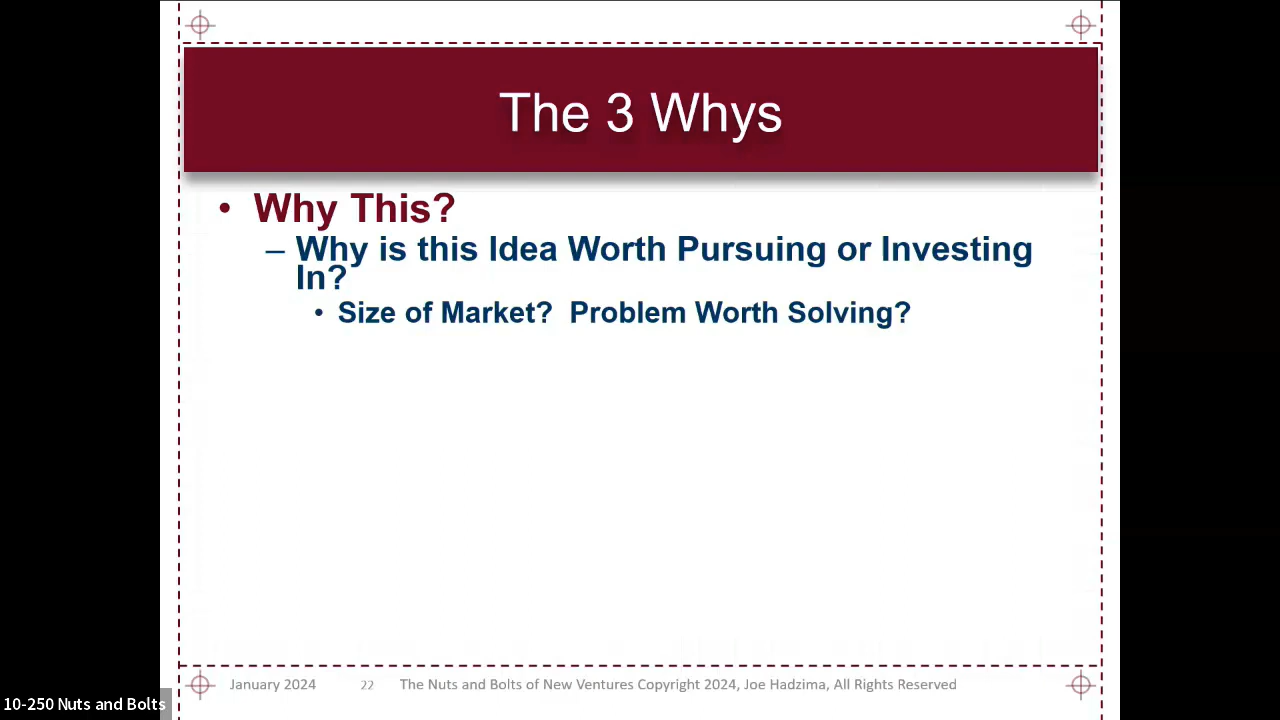 The 3 Whys
• Why This?
– Why is this Idea Worth Pursuing or Investing
In?
• Size of Market?  Problem Worth Solving?
January 2024 22 The Nuts and Bolts of New Ventures Copyright 2024, Joe Hadzima, All Rights Reserved
10-250 Nuts and Bolts